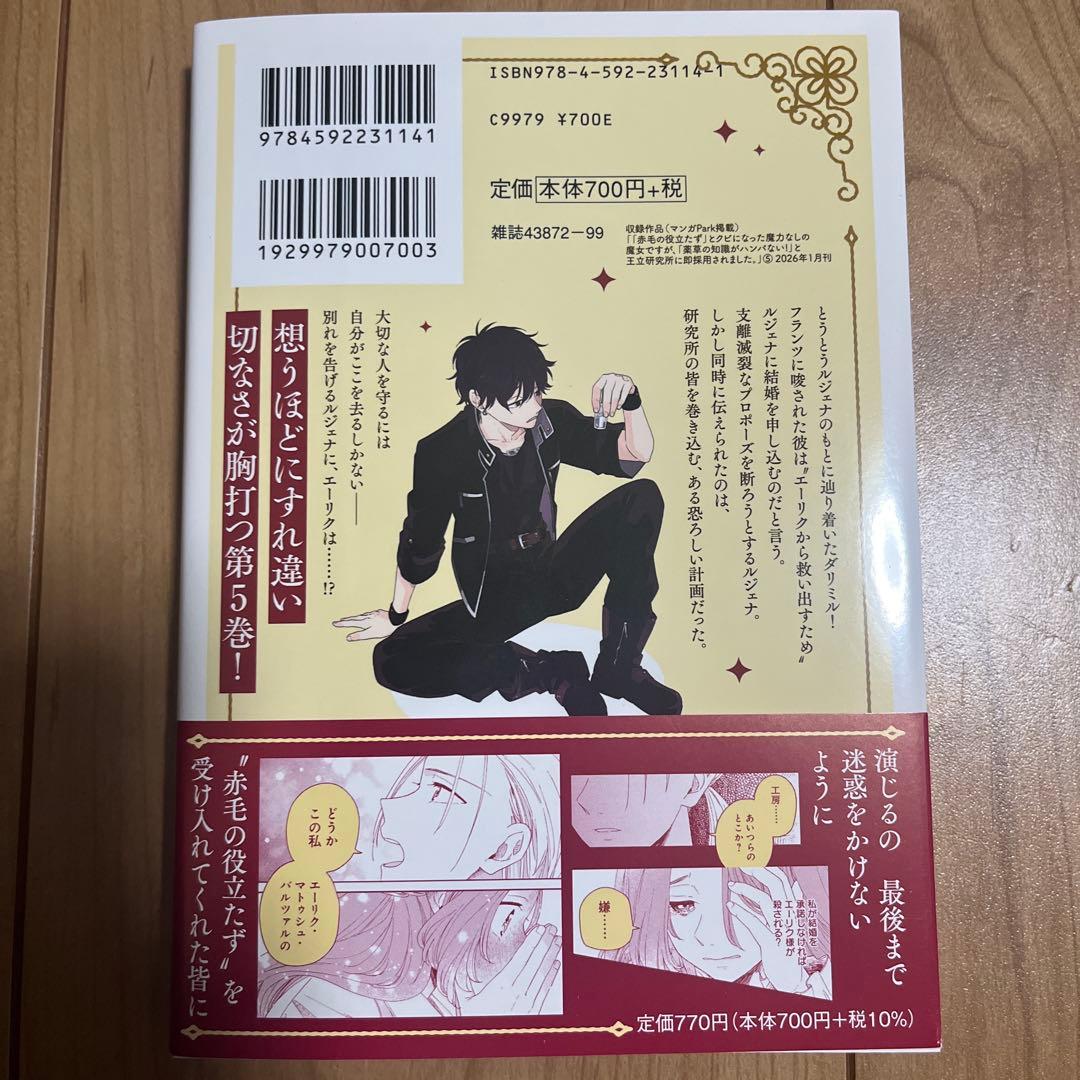 9784592231141
1929979007003
ISBN978-4-592-23114-1
C9979 ¥700E
定価 本体700円+税
雑誌43872-99
収録作品(マンガPark掲載)
「「赤毛の役立たず」とクビになった魔力なしの
魔女ですが、「薬草の知識がハンパない!」と
王立研究所に即採用されました。」⑤ 2026年1月刊
とうとうルジェナのもとに辿り着いたダリミル!
フランツに唆された彼は〝エーリクから救い出すため〟
ルジェナに結婚を申し込むのだと言う。
支離滅裂なプロポーズを断ろうとするルジェナ。
しかし同時に伝えられたのは、
研究所の皆を巻き込む、ある恐ろしい計画だった。
大切な人を守るには
自分がここを去るしかない――
別れを告げるルジェナに、エーリクは……!?
想うほどにすれ違い
切なさが胸打つ第5巻!
演じるの 最後まで
迷惑をかけない
ように
工房……
あいつらの
とこか?
私が結婚を
承諾しなければ
エーリク様が
殺される?
嫌……
どうか
この私
エーリク・
マトゥシュ・
バルツァルの
〝赤毛の役立たず〟を
受け入れてくれた皆に
定価770円(本体700円+税10%)